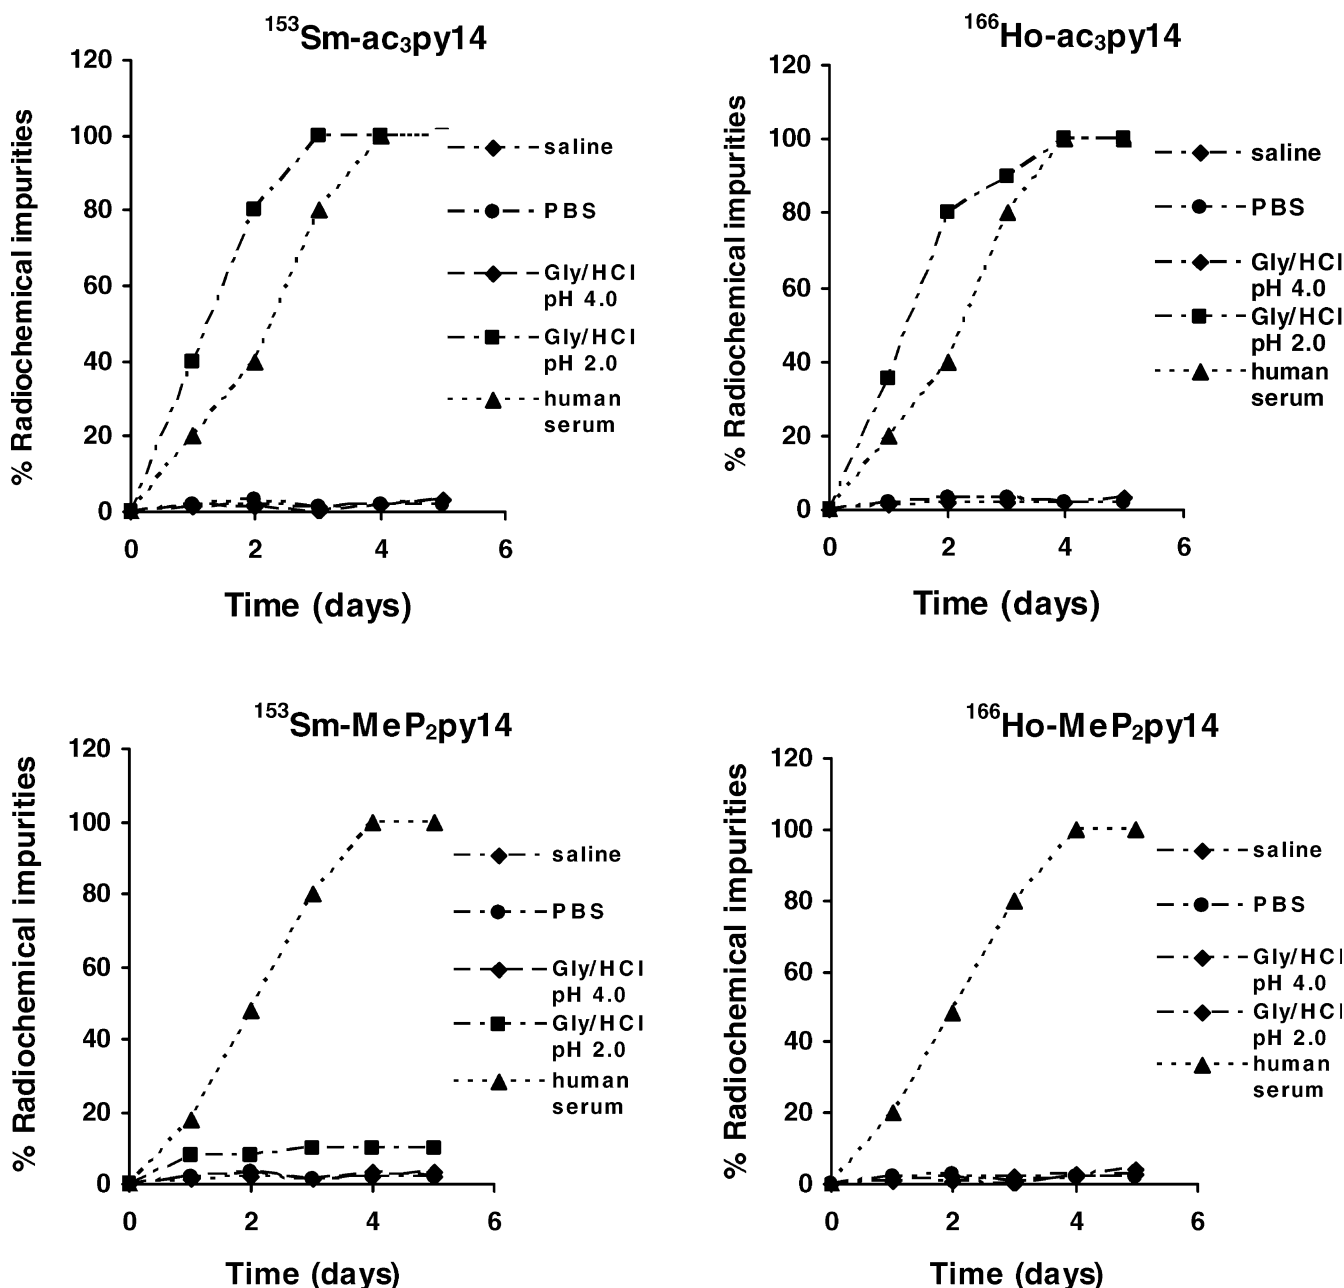 ¹⁵³Sm-ac₃py14
% Radiochemical impurities
120
100
80
60
40
20
0
0 2 4 6
Time (days)
saline
PBS
Gly/HCl
pH 4.0
Gly/HCl
pH 2.0
human
serum
¹⁶⁶Ho-ac₃py14
% Radiochemical impurities
120
100
80
60
40
20
0
0 2 4 6
Time (days)
saline
PBS
Gly/HCl
pH 4.0
Gly/HCl
pH 2.0
human
serum
¹⁵³Sm-MeP₂py14
% Radiochemical impurities
120
100
80
60
40
20
0
0 2 4 6
Time (days)
saline
PBS
Gly/HCl
pH 4.0
Gly/HCl
pH 2.0
human
serum
¹⁶⁶Ho-MeP₂py14
% Radiochemical impurities
120
100
80
60
40
20
0
0 2 4 6
Time (days)
saline
PBS
Gly/HCl
pH 4.0
Gly/HCl
pH 2.0
human
serum